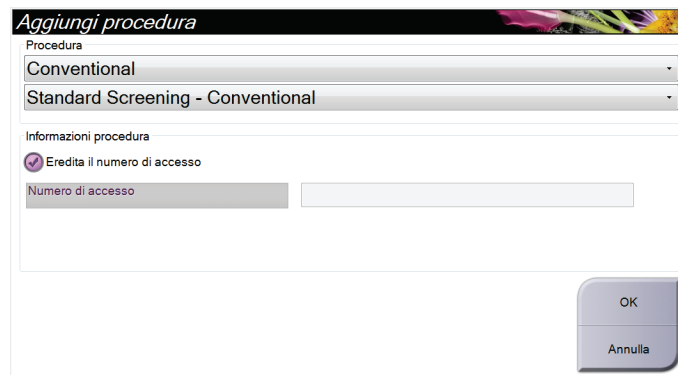 Aggiungi procedura
Procedura
Conventional
Standard Screening - Conventional
Informazioni procedura
Eredita il numero di accesso
Numero di accesso
OK
Annulla